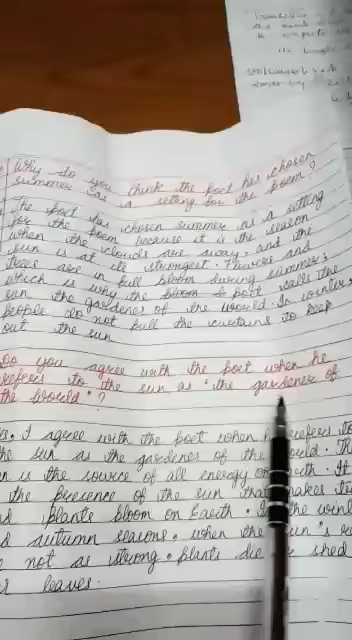 Why do you think the poet has chosen
summer as a setting for the poem?
The poet has chosen summer as a setting
for the poem because it is the season
when the clouds are away, and the
sun is at its strongest. Flowers and
trees are in full bloom during summer;
which is why the poet calls the
sun the gardener of the world. In winter,
people do not pull the curtains to keep
out the sun
Do you agree with the poet when he
refers to the sun as "the gardener of
the World"?
I agree with the poet when he refers to
the sun as the gardener of the world.
is the source of all energy on earth. It
the presence of the sun that makes
plants bloom on Earth. the
autumn seasons, when the sun's
not as strong, plants die shed
leaves.